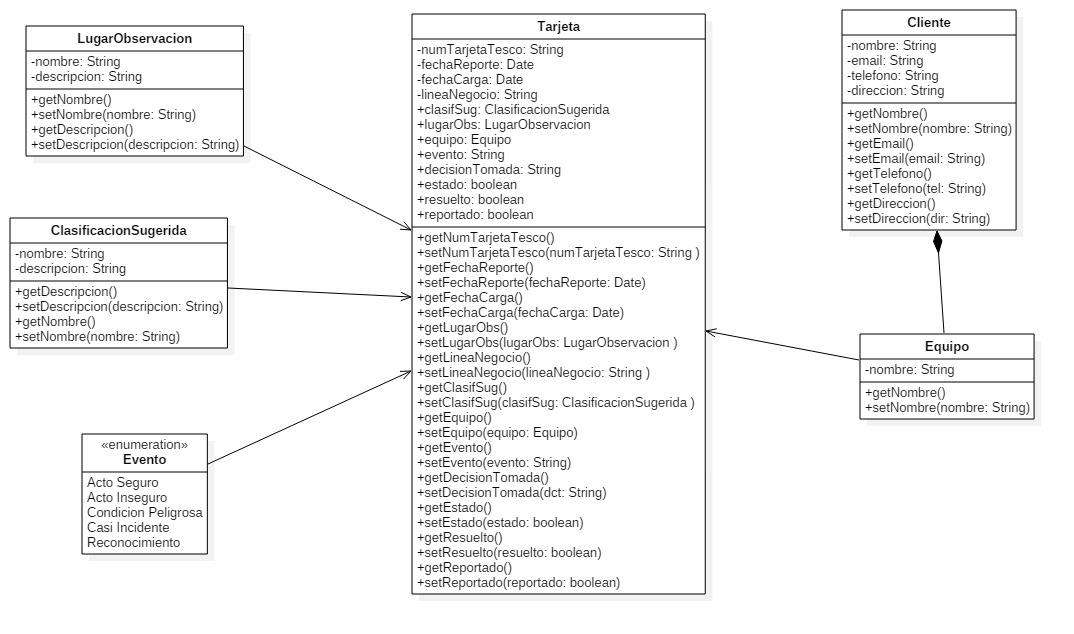 LugarObservacion
-nombre: String
-descripcion: String
+getNombre()
+setNombre(nombre: String)
+getDescripcion()
+setDescripcion(descripcion: String)
ClasificacionSugerida
-nombre: String
-descripcion: String
+getDescripcion()
+setDescripcion(descripcion: String)
+getNombre()
+setNombre(nombre: String)
«enumeration»
Evento
Acto Seguro
Acto Inseguro
Condicion Peligrosa
Casi Incidente
Reconocimiento
Tarjeta
-numTarjetaTesco: String
-fechaReporte: Date
-fechaCarga: Date
-lineaNegocio: String
+clasifSug: ClasificacionSugerida
+lugarObs: LugarObservacion
+equipo: Equipo
+evento: String
+decisionTomada: String
+estado: boolean
+resuelto: boolean
+reportado: boolean
+getNumTarjetaTesco()
+setNumTarjetaTesco(numTarjetaTesco: String )
+getFechaReporte()
+setFechaReporte(fechaReporte: Date)
+getFechaCarga()
+setFechaCarga(fechaCarga: Date)
+getLugarObs()
+setLugarObs(lugarObs: LugarObservacion )
+getLineaNegocio()
+setLineaNegocio(lineaNegocio: String )
+getClasifSug()
+setClasifSug(clasifSug: ClasificacionSugerida )
+getEquipo()
+setEquipo(equipo: Equipo)
+getEvento()
+setEvento(evento: String)
+getDecisionTomada()
+setDecisionTomada(dct: String)
+getEstado()
+setEstado(estado: boolean)
+getResuelto()
+setResuelto(resuelto: boolean)
+getReportado()
+setReportado(reportado: boolean)
Cliente
-nombre: String
-email: String
-telefono: String
-direccion: String
+getNombre()
+setNombre(nombre: String)
+getEmail()
+setEmail(email: String)
+getTelefono()
+setTelefono(tel: String)
+getDireccion()
+setDireccion(dir: String)
Equipo
-nombre: String
+getNombre()
+setNombre(nombre: String)